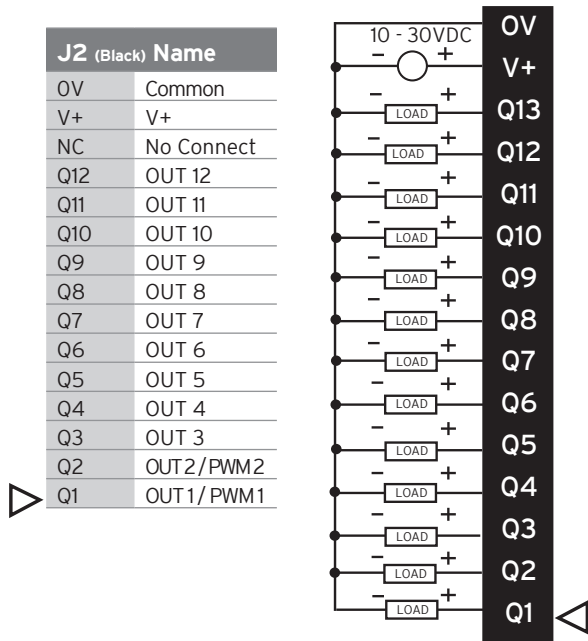 J2 (Black) Name
0V Common
V+ V+
NC No Connect
Q12 OUT 12
Q11 OUT 11
Q10 OUT 10
Q9 OUT 9
Q8 OUT 8
Q7 OUT 7
Q6 OUT 6
Q5 OUT 5
Q4 OUT 4
Q3 OUT 3
Q2 OUT2/PWM2
Q1 OUT1/PWM1
0V
10 - 30VDC
- + V+
- LOAD + Q13
- LOAD + Q12
- LOAD + Q11
- LOAD + Q10
- LOAD + Q9
- LOAD + Q8
- LOAD + Q7
- LOAD + Q6
- LOAD + Q5
- LOAD + Q4
- LOAD + Q3
- LOAD + Q2
- LOAD + Q1